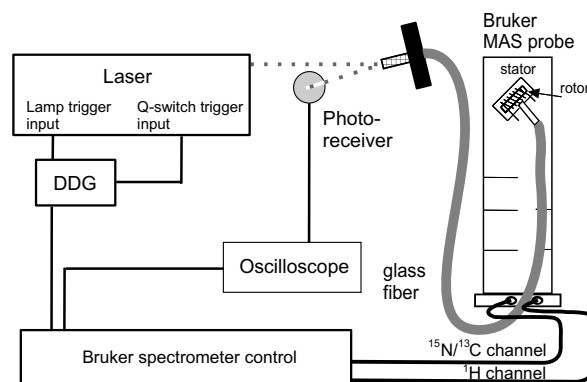 Bruker
MAS probe
Laser
stator
rotor
Lamp trigger
input
Q-switch trigger
input
Photo-
receiver
DDG
Oscilloscope
glass
fiber
Bruker spectrometer control
¹⁵N/¹³C channel
¹H channel